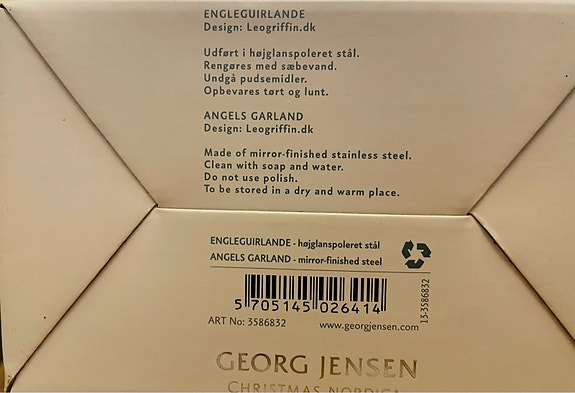 ENGLEGUIRLANDE
Design: Leogriffin.dk
Udført i højglanspoleret stål.
Rengøres med sæbevand.
Undgå pudsemidler.
Opbevares tørt og lunt.
ANGELS GARLAND
Design: Leogriffin.dk
Made of mirror-finished stainless steel.
Clean with soap and water.
Do not use polish.
To be stored in a dry and warm place.
ENGLEGUIRLANDE - højglanspoleret stål
ANGELS GARLAND - mirror-finished steel
5 705145 026414
13-3586832
ART No: 3586832 www.georgjensen.com
GEORG JENSEN
CHRISTMAS NORDICA